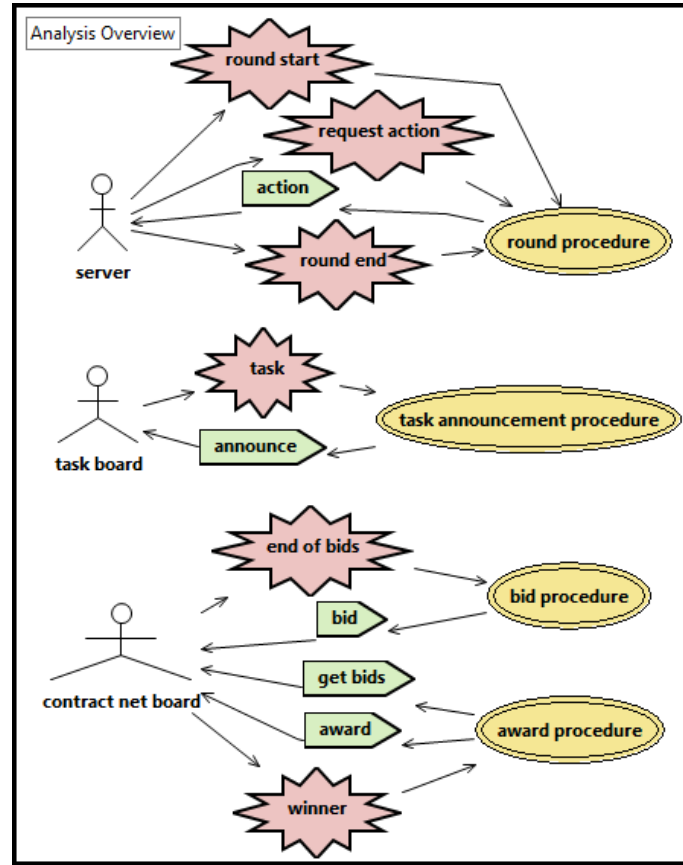 Analysis Overview
round start
request action
action
server
round end
round procedure
task
task announcement procedure
announce
task board
end of bids
bid procedure
bid
get bids
contract net board
award
award procedure
winner